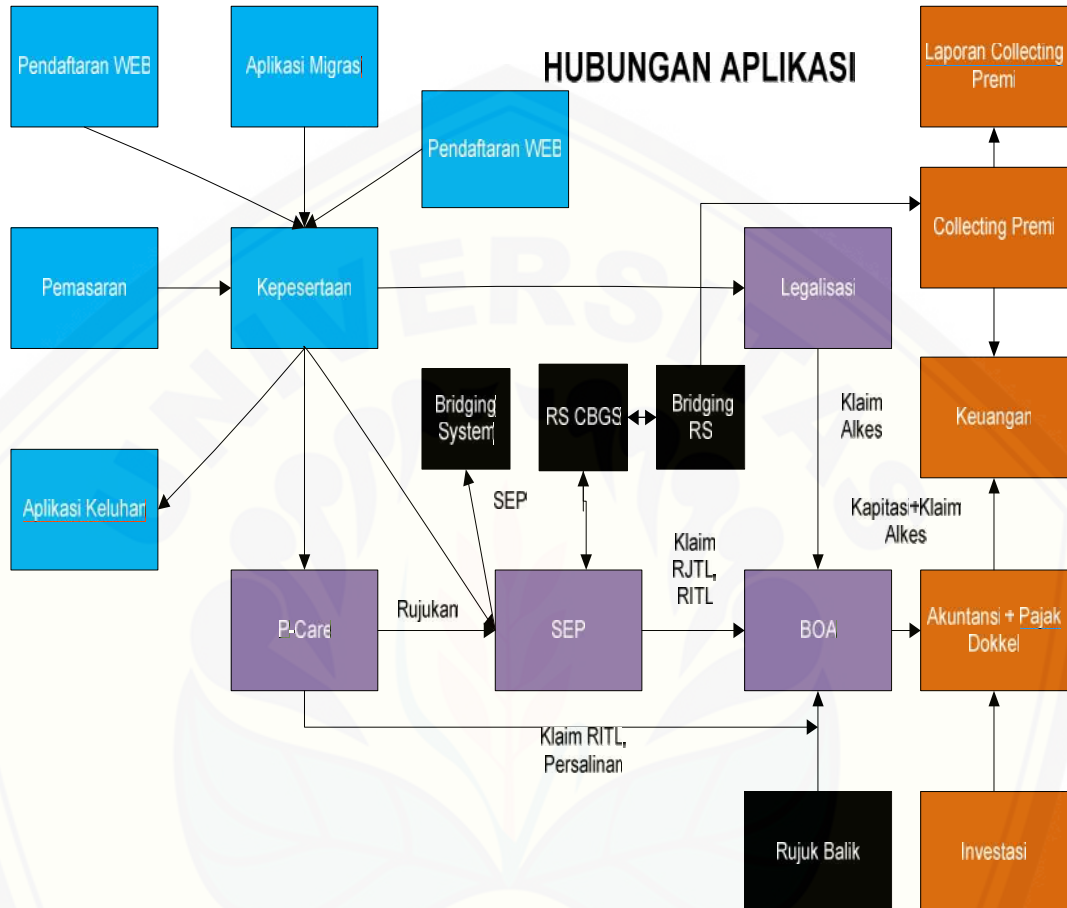 Pendaftaran WEB
Aplikasi Migrasi
HUBUNGAN APLIKASI
Laporan Collecting
Premi
Pendaftaran WEB
Collecting Premi
Pemasaran
Kepesertaan
Legalisasi
Bridging
System
RS CBGS
Bridging
RS
Klaim
Alkes
Keuangan
Aplikasi Keluhan
SEP
Kapitasi+Klaim
Alkes
Klaim
RJTL,
RITL
P-Care
Rujukan
SEP
BOA
Akuntansi + Pajak
Dokkel
Klaim RITL,
Persalinan
Rujuk Balik
Investasi
UNIVERSITAS